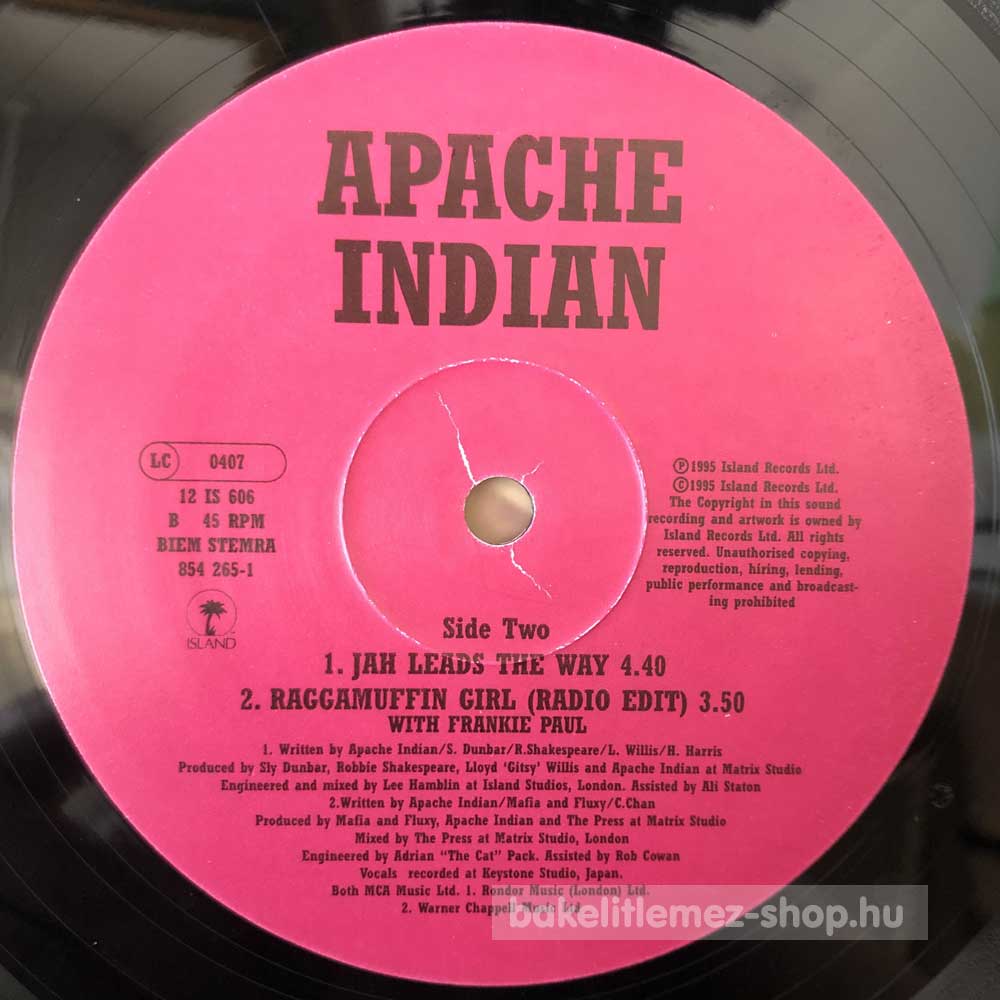 APACHE
INDIAN
LC 0407
12 IS 606
B 45 RPM
BIEM STEMRA
854 265-1
ISLAND
Ⓟ1995 Island Records Ltd.
©1995 Island Records Ltd.
The Copyright in this sound
recording and artwork is owned by
Island Records Ltd. All rights
reserved. Unauthorised copying,
reproduction, hiring, lending,
public performance and broadcast-
ing prohibited
Side Two
1. JAH LEADS THE WAY 4.40
2. RAGGAMUFFIN GIRL (RADIO EDIT) 3.50
WITH FRANKIE PAUL
1. Written by Apache Indian/S. Dunbar/R.Shakespeare/L. Willis/H. Harris
Produced by Sly Dunbar, Robbie Shakespeare, Lloyd 'Gitsy' Willis and Apache Indian at Matrix Studio
Engineered and mixed by Lee Hamblin at Island Studios, London. Assisted by Ali Staton
2.Written by Apache Indian/Mafia and Fluxy/C.Chan
Produced by Mafia and Fluxy, Apache Indian and The Press at Matrix Studio
Mixed by The Press at Matrix Studio, London
Engineered by Adrian "The Cat" Pack. Assisted by Rob Cowan
Vocals recorded at Keystone Studio, Japan.
Both MCA Music Ltd. 1. Rondor Music (London) Ltd.
2. Warner Chappell Music Ltd
bakelitlemez-shop.hu